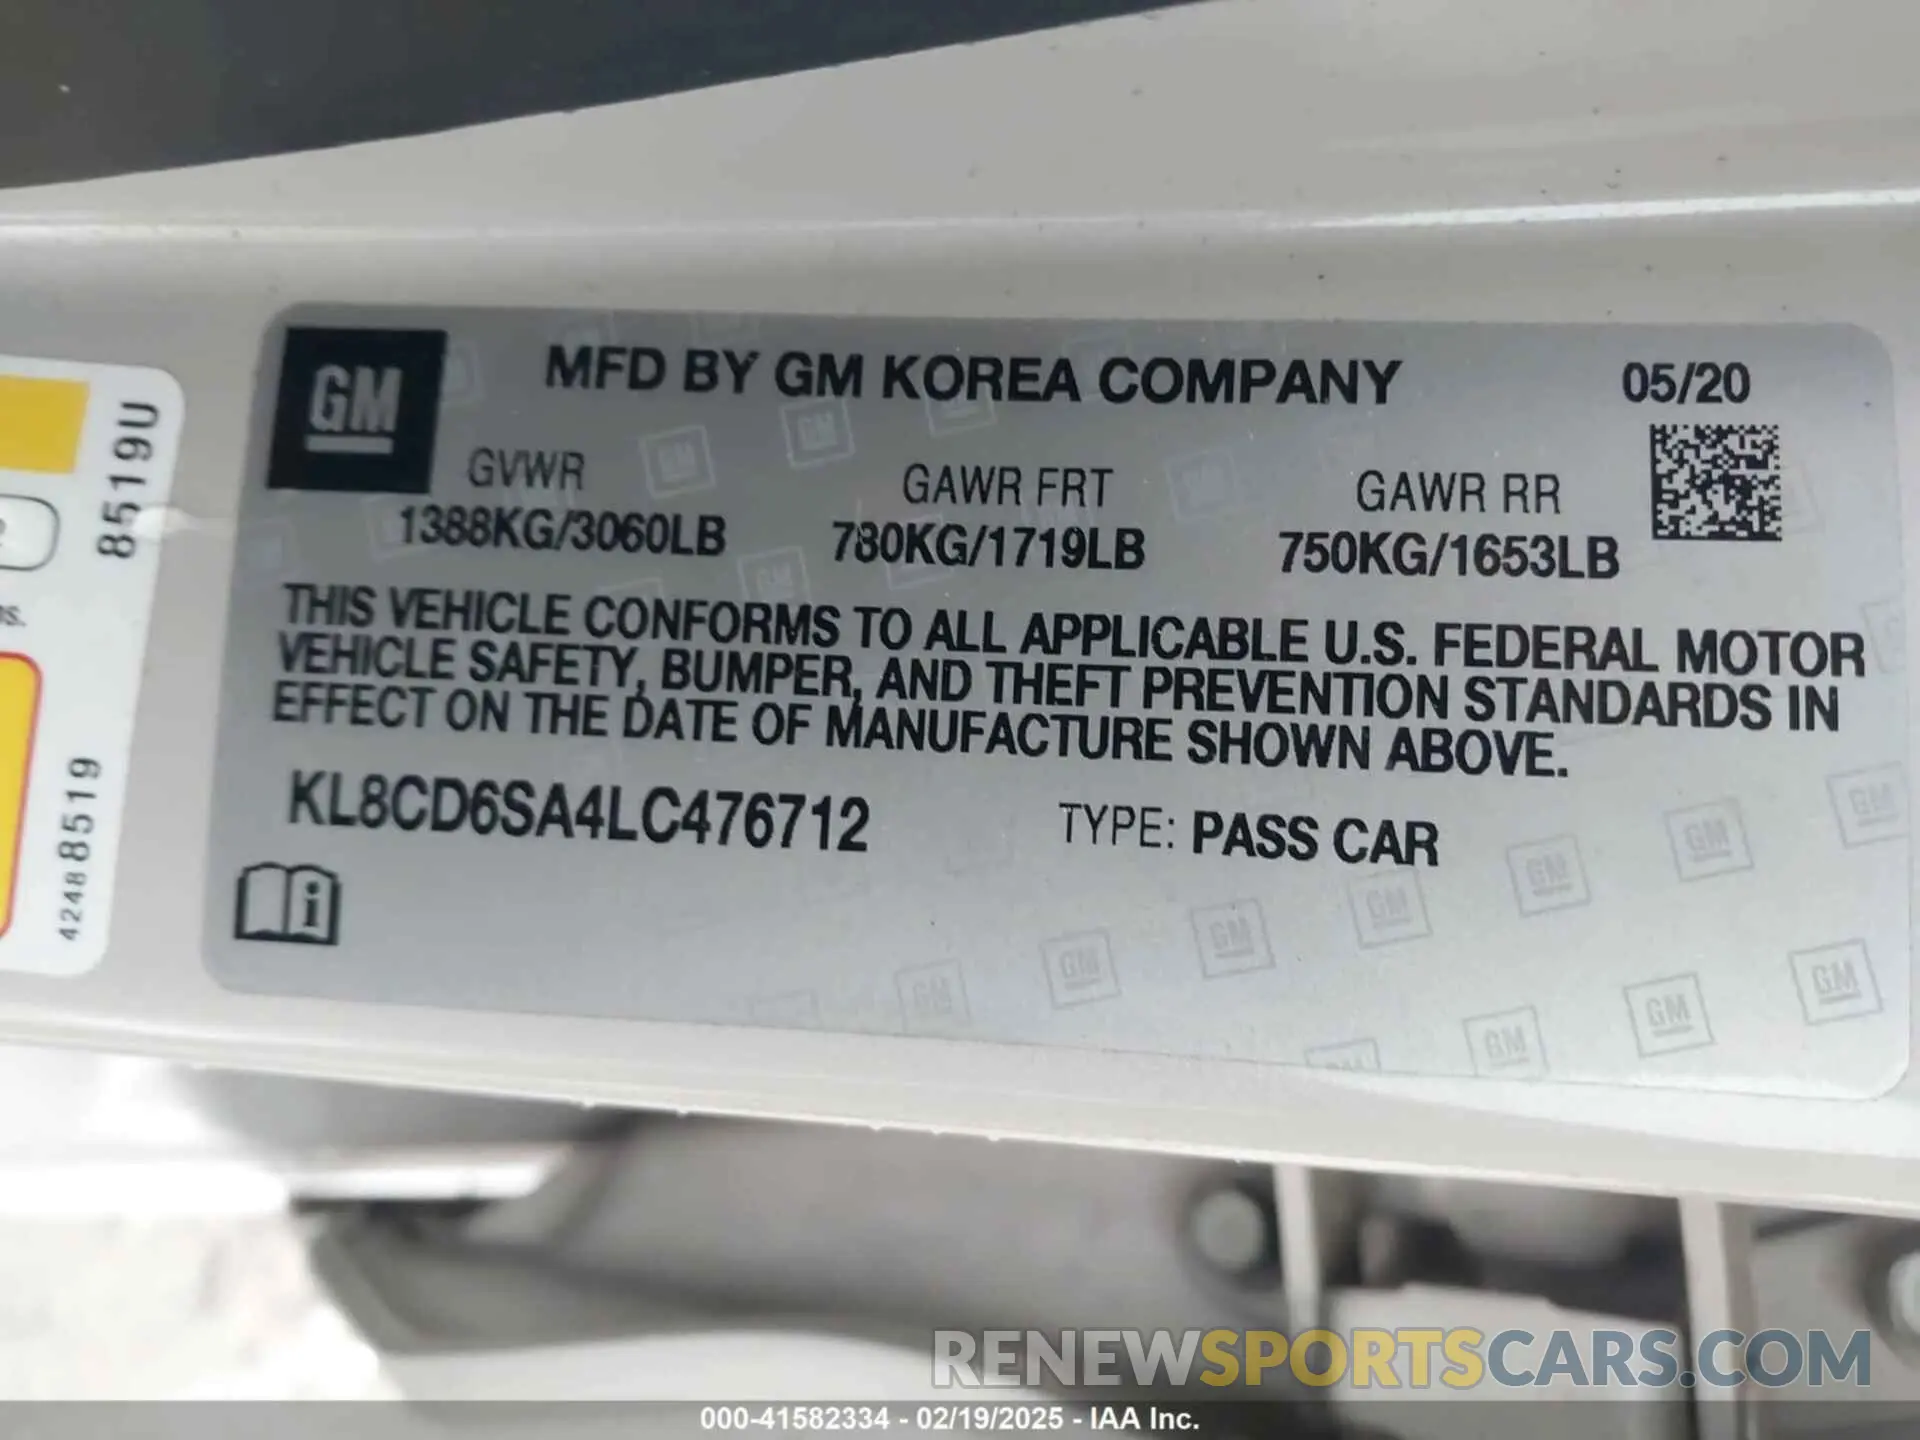 GM
MFD BY GM KOREA COMPANY 05/20
GVWR GAWR FRT GAWR RR
1388KG/3060LB 780KG/1719LB 750KG/1653LB
THIS VEHICLE CONFORMS TO ALL APPLICABLE U.S. FEDERAL MOTOR
VEHICLE SAFETY, BUMPER, AND THEFT PREVENTION STANDARDS IN
EFFECT ON THE DATE OF MANUFACTURE SHOWN ABOVE.
KL8CD6SA4LC476712 TYPE: PASS CAR
8519U
42488519
RENEWSPORTSCARS.COM
000-41582334 - 02/19/2025 - IAA Inc.